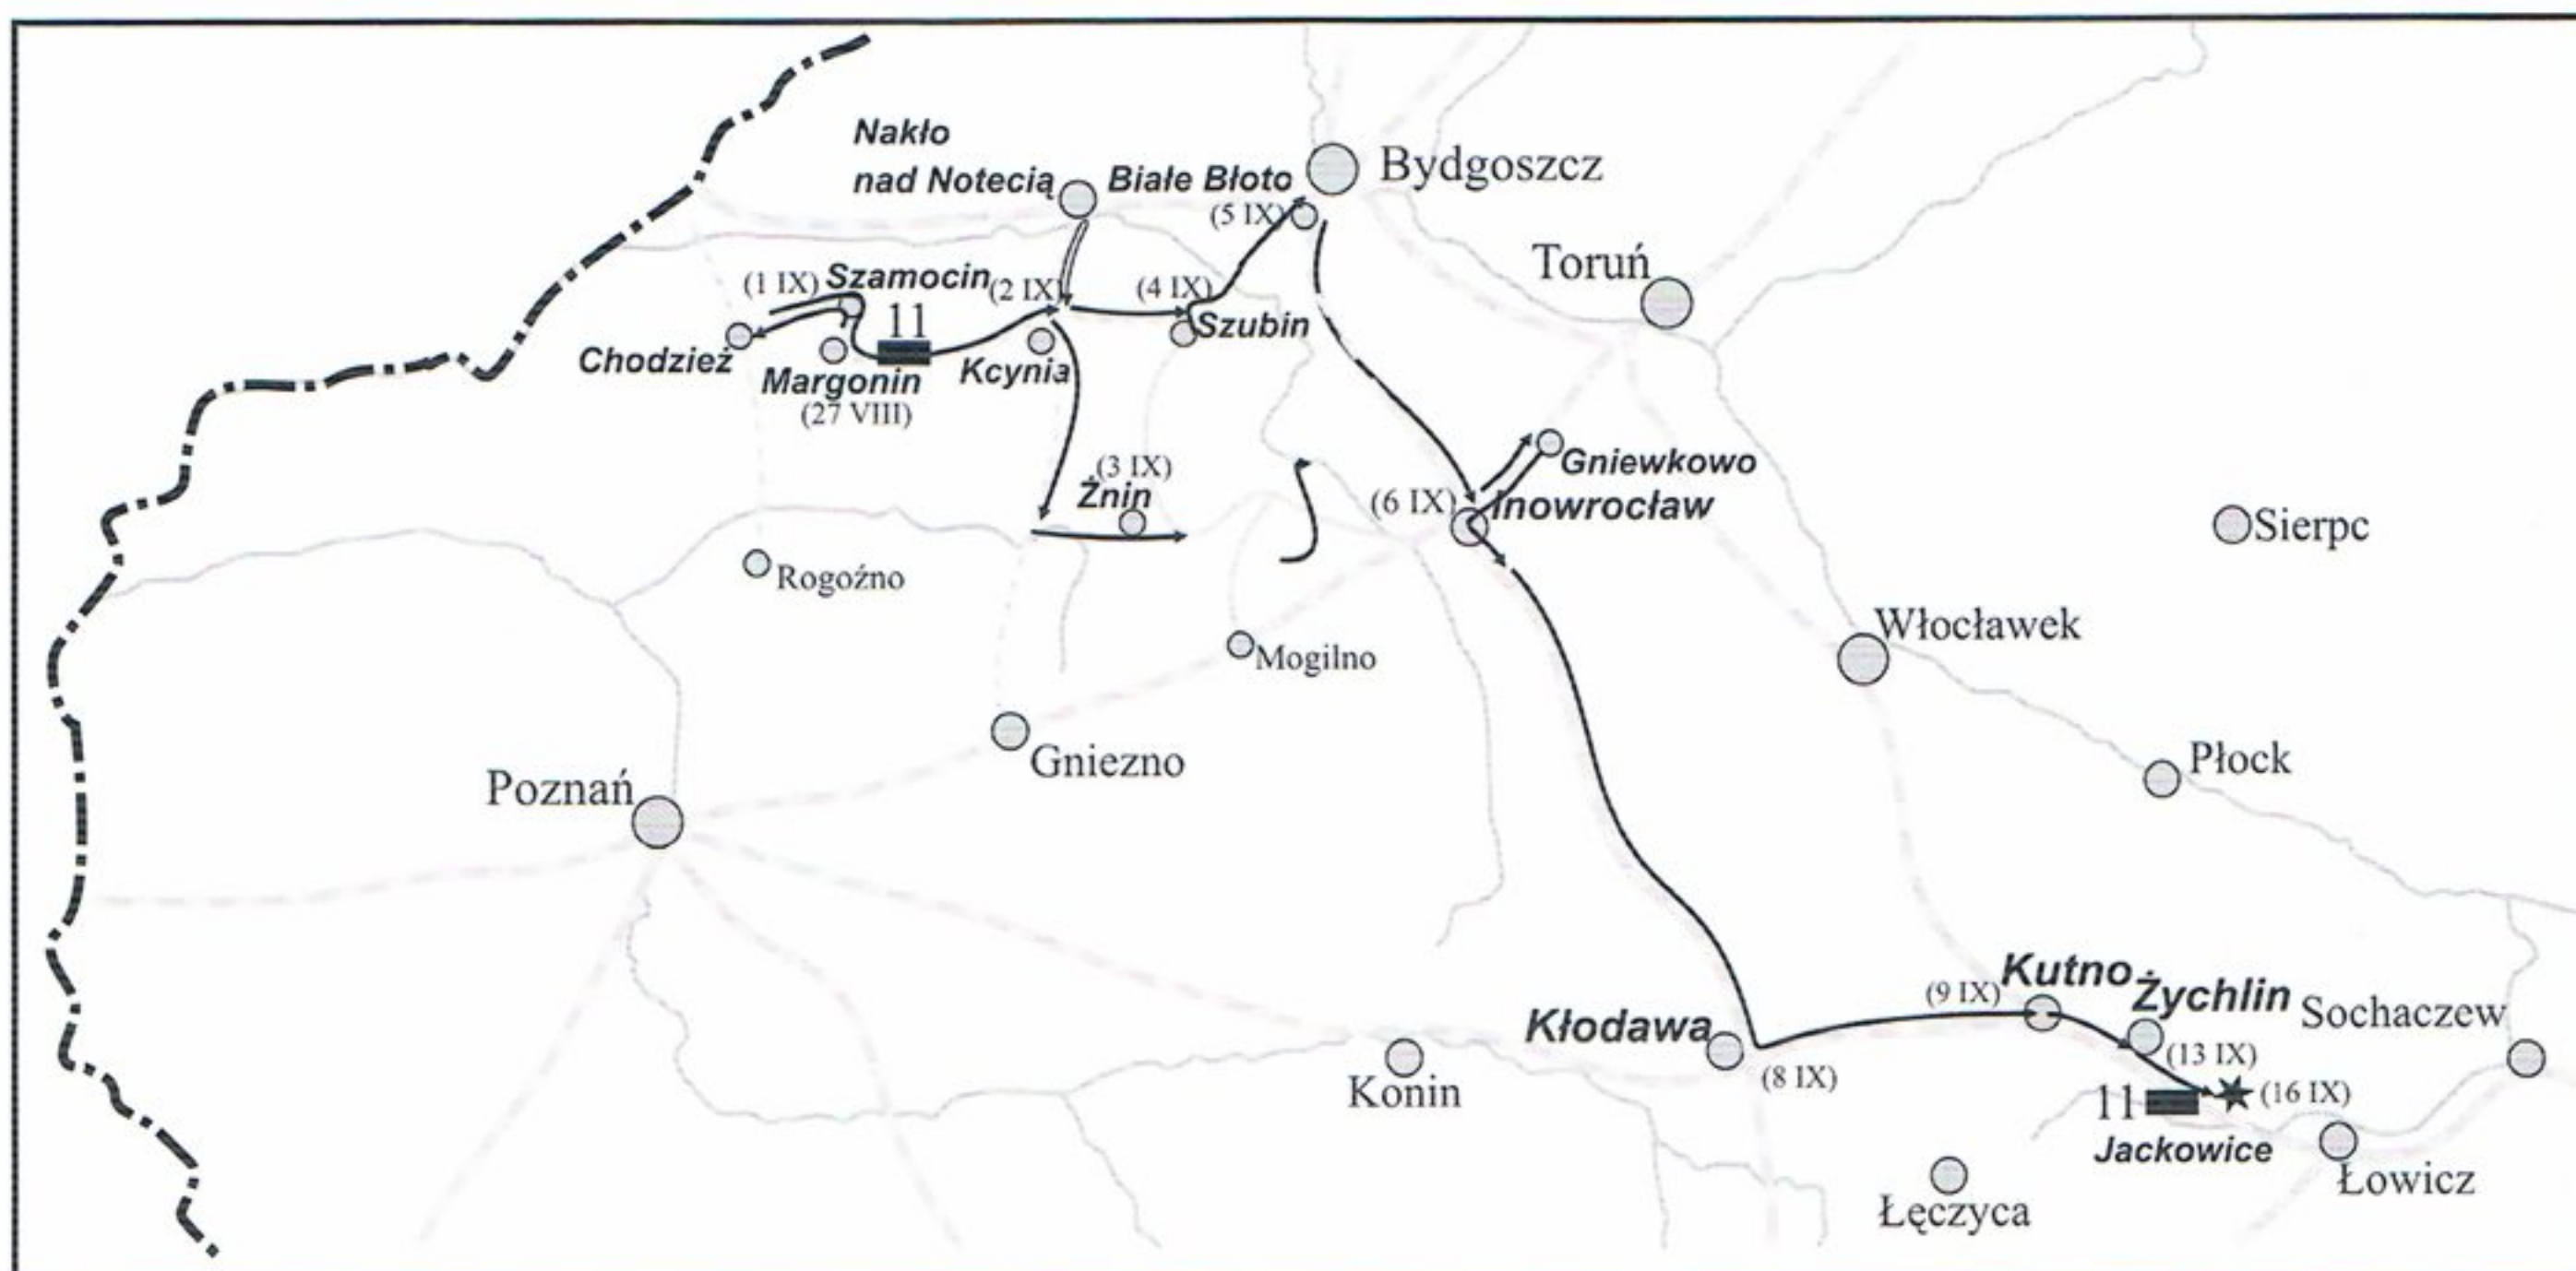 Nakło
nad Notecią
Białe Błoto
(5 IX)
Bydgoszcz
Toruń
(1 IX)
Szamocin
(2 IX)
(4 IX)
11
Szubin
Chodzież
Margonin
(27 VIII)
Kcynia
(3 IX)
Żnin
Gniewkowo
(6 IX)
Inowrocław
Sierpc
Rogoźno
Włocławek
Mogilno
Gniezno
Płock
Poznań
Kutno
(9 IX)
Żychlin
Sochaczew
Kłodawa
(8 IX)
(13 IX)
Konin
11
(16 IX)
Jackowice
Łowicz
Łęczyca